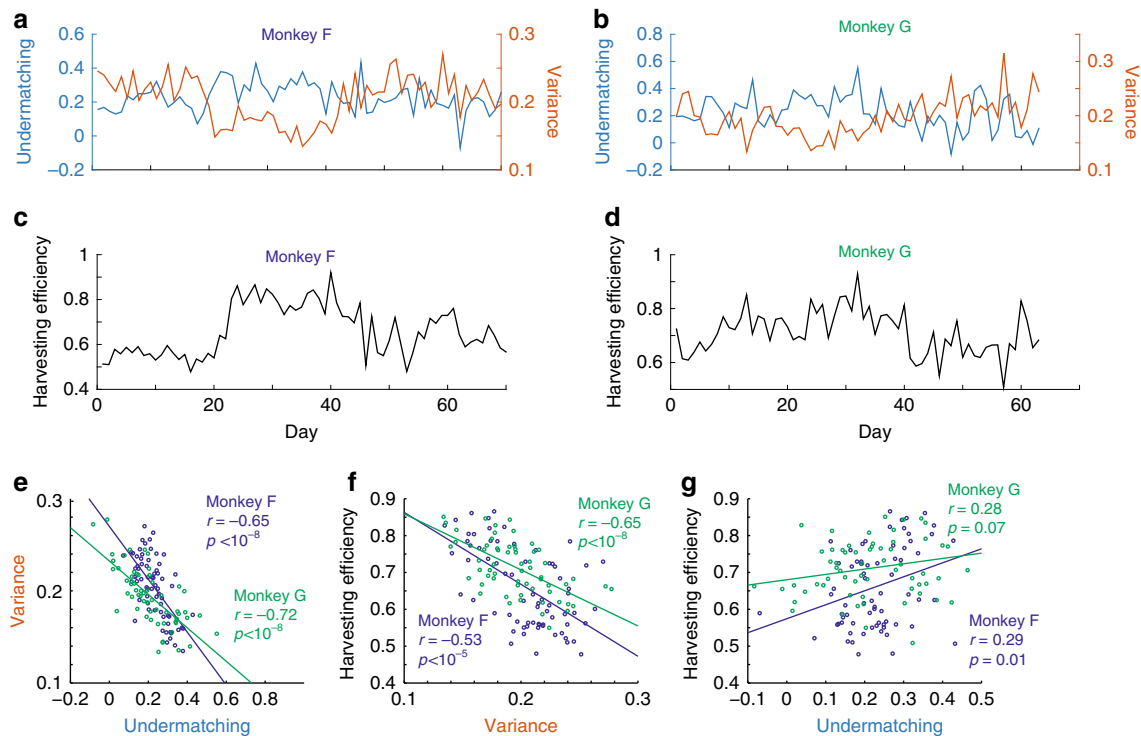 a
Monkey F
Undermatching
0.6
0.4
0.2
0
−0.2
0.3
0.2
0.1
Variance
b
Monkey G
Undermatching
0.8
0.6
0.4
0.2
0
−0.2
0.3
0.2
0.1
Variance
c
Monkey F
Harvesting efficiency
1
0.8
0.6
0.4
0
20
40
60
Day
d
Monkey G
Harvesting efficiency
1
0.8
0.6
0
20
40
60
Day
e
Monkey F
r = −0.65
p <10⁻⁸
Monkey G
r = −0.72
p<10⁻⁸
Variance
0.3
0.2
0.1
−0.2
0
0.2
0.4
0.6
0.8
Undermatching
f
Monkey G
r = −0.65
p<10⁻⁸
Monkey F
r = −0.53
p<10⁻⁵
Harvesting efficiency
0.9
0.8
0.7
0.6
0.5
0.4
0.1
0.2
0.3
Variance
g
Monkey G
r = 0.28
p = 0.07
Monkey F
r = 0.29
p = 0.01
Harvesting efficiency
0.9
0.8
0.7
0.6
0.5
0.4
−0.1
0
0.1
0.2
0.3
0.4
0.5
Undermatching